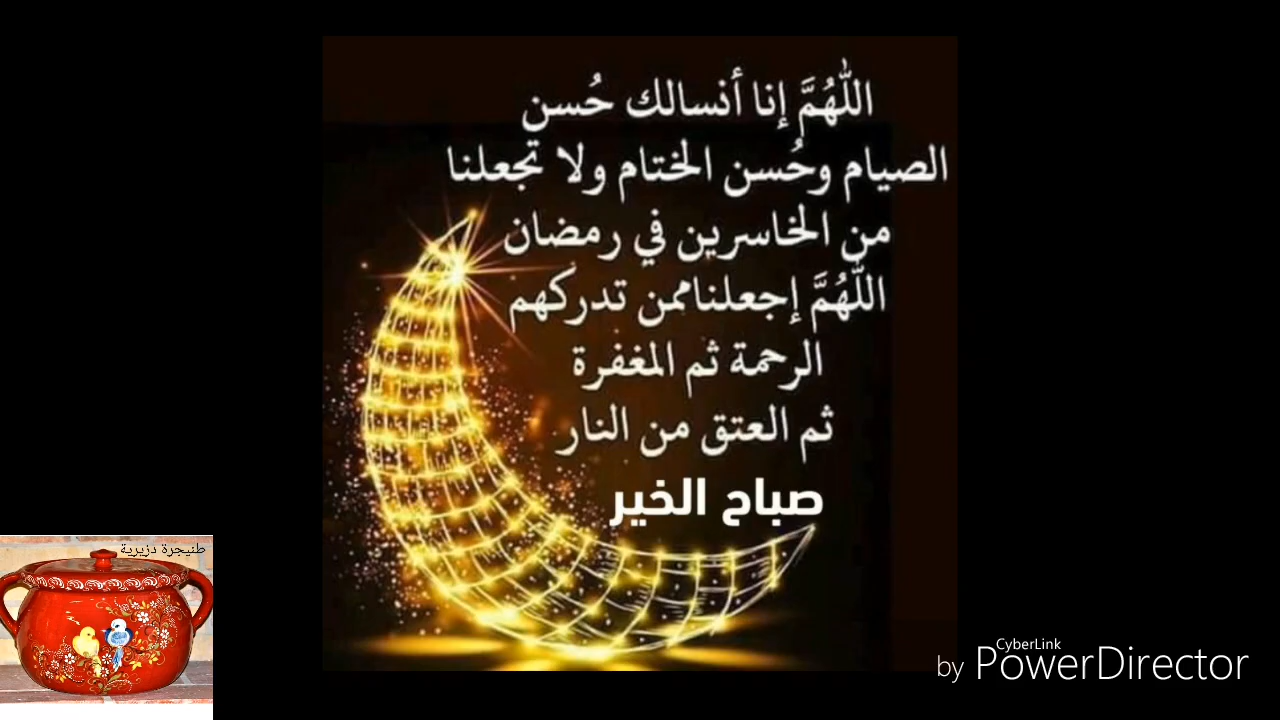 اللّٰهُمَّ إنا أنسالك حُسن
الصيام وحُسن الختام ولا تجعلنا
من الخاسرين في رمضان
اللّٰهُمَّ إجعلناممن تدركهم
الرحمة ثم المغفرة
ثم العتق من النار
صباح الخير
طنيجرة دزيرية
CyberLink
by PowerDirector